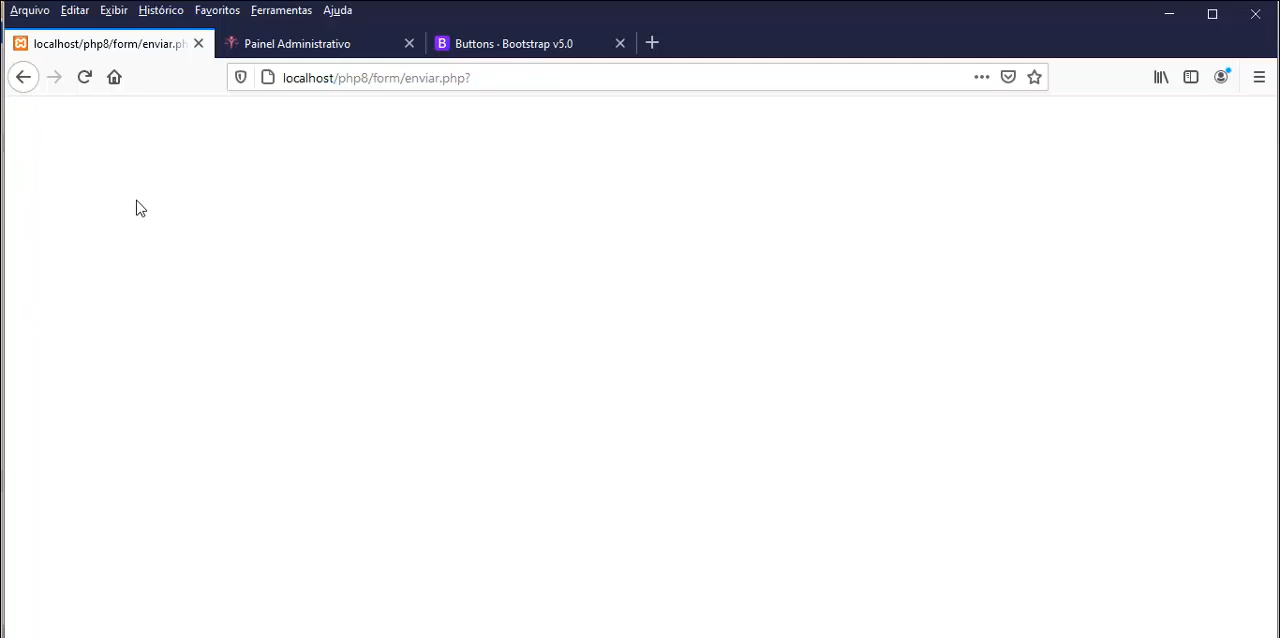 Arquivo Editar Exibir Histórico Favoritos Ferramentas Ajuda
localhost/php8/form/enviar.ph Painel Administrativo B Buttons · Bootstrap v5.0
localhost/php8/form/enviar.php?